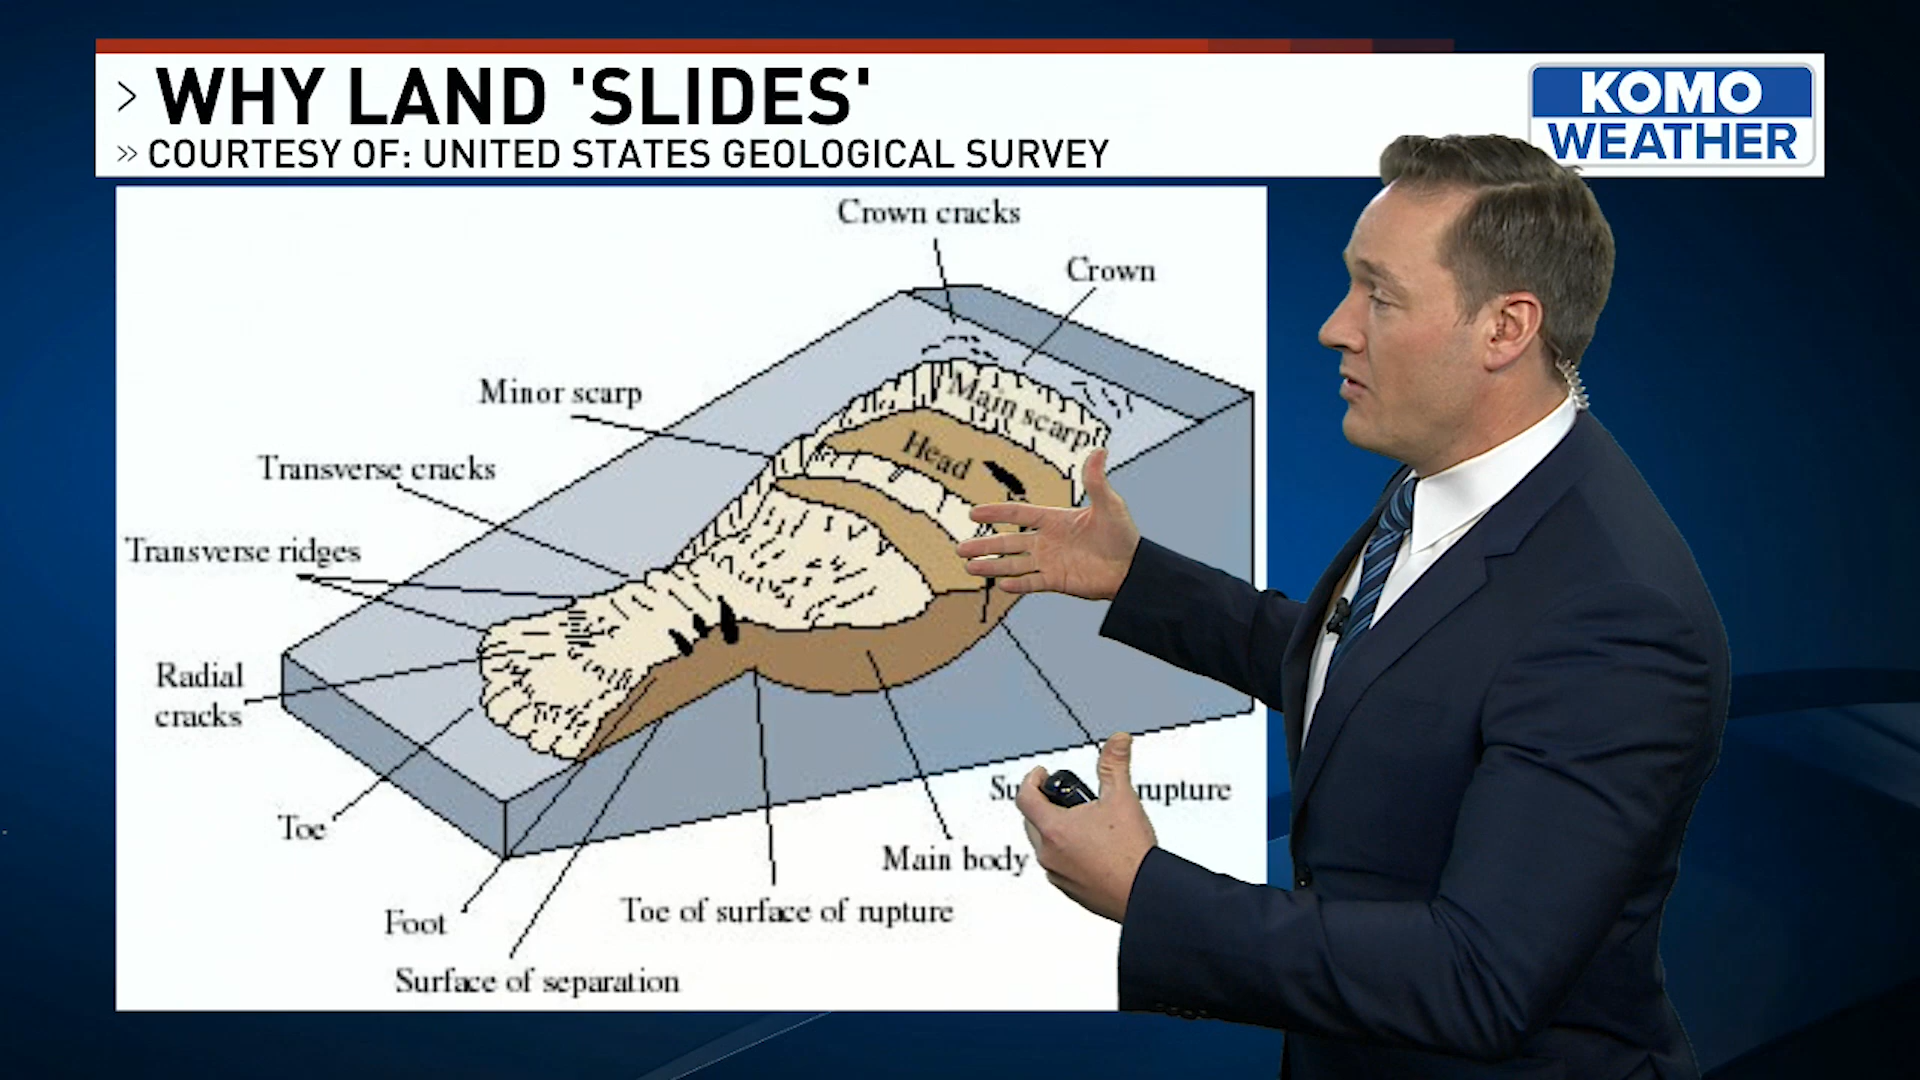 > WHY LAND 'SLIDES'
» COURTESY OF: UNITED STATES GEOLOGICAL SURVEY
KOMO
WEATHER
Crown cracks
Crown
Minor scarp
Main scarp
Head
Transverse cracks
Transverse ridges
Radial
cracks
Toe
rupture
Main body
Foot
Toe of surface of rupture
Surface of separation